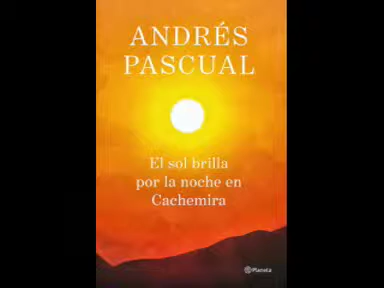 ANDRÉS
PASCUAL
El sol brilla
por la noche en
Cachemira
Planeta